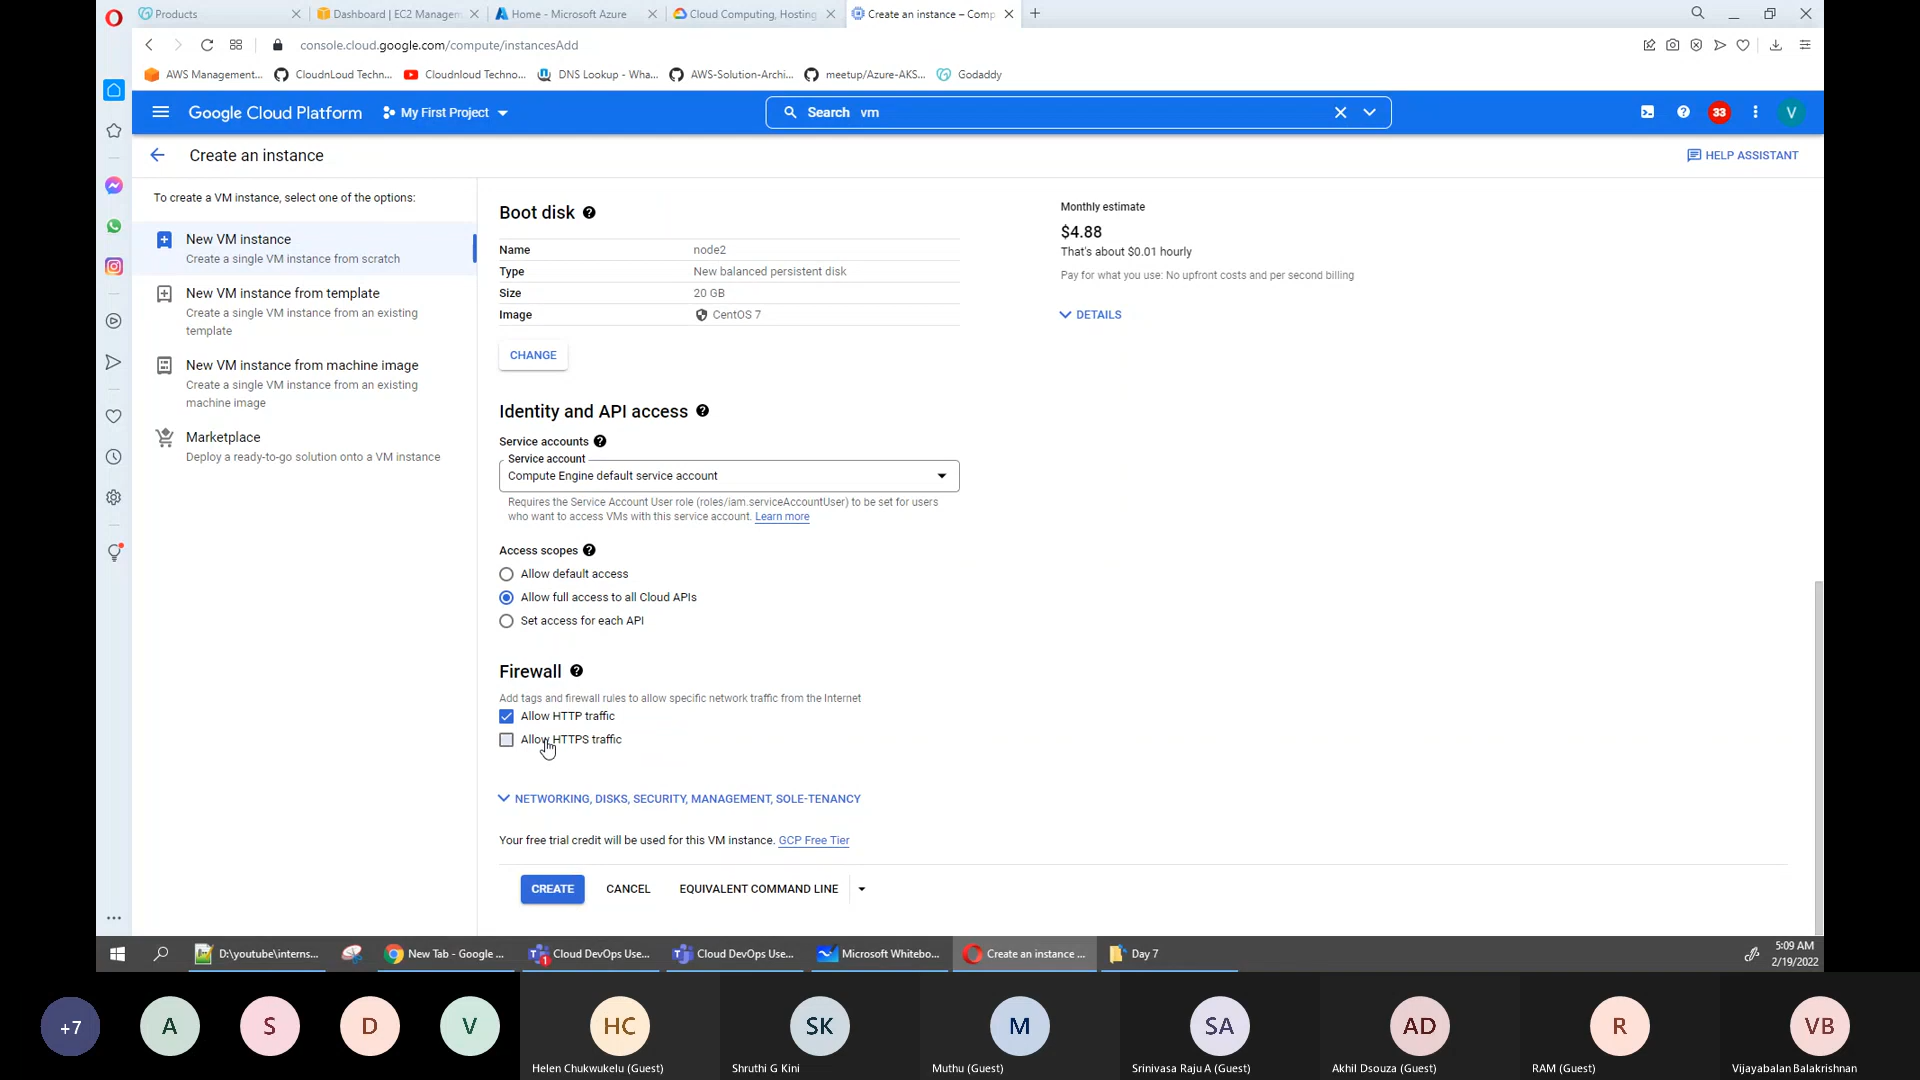 Products
Dashboard | EC2 Managem
Home - Microsoft Azure
Cloud Computing, Hosting
Create an instance – Comp
console.cloud.google.com/compute/instancesAdd
AWS Management...
CloudnLoud Techn...
Cloudnloud Techno...
DNS Lookup - Wha...
AWS-Solution-Archi...
meetup/Azure-AKS...
Godaddy
Google Cloud Platform
My First Project
Search vm
33
V
Create an instance
HELP ASSISTANT
To create a VM instance, select one of the options:
New VM instance
Create a single VM instance from scratch
New VM instance from template
Create a single VM instance from an existing
template
New VM instance from machine image
Create a single VM instance from an existing
machine image
Marketplace
Deploy a ready-to-go solution onto a VM instance
Boot disk
Name node2
Type New balanced persistent disk
Size 20 GB
Image CentOS 7
CHANGE
Identity and API access
Service accounts
Service account
Compute Engine default service account
Requires the Service Account User role (roles/iam.serviceAccountUser) to be set for users
who want to access VMs with this service account. Learn more
Access scopes
Allow default access
Allow full access to all Cloud APIs
Set access for each API
Firewall
Add tags and firewall rules to allow specific network traffic from the Internet
Allow HTTP traffic
Allow HTTPS traffic
NETWORKING, DISKS, SECURITY, MANAGEMENT, SOLE-TENANCY
Your free trial credit will be used for this VM instance. GCP Free Tier
CREATE
CANCEL
EQUIVALENT COMMAND LINE
Monthly estimate
$4.88
That's about $0.01 hourly
Pay for what you use: No upfront costs and per second billing
DETAILS
D:\youtube\interns...
New Tab - Google ...
1
Cloud DevOps Use...
Cloud DevOps Use...
Microsoft Whitebo...
Create an instance ...
Day 7
5:09 AM
2/19/2022
+7
A
S
D
V
HC
SK
M
SA
AD
R
VB
Helen Chukwukelu (Guest)
Shruthi G Kini
Muthu (Guest)
Srinivasa Raju A (Guest)
Akhil Dsouza (Guest)
RAM (Guest)
Vijayabalan Balakrishnan